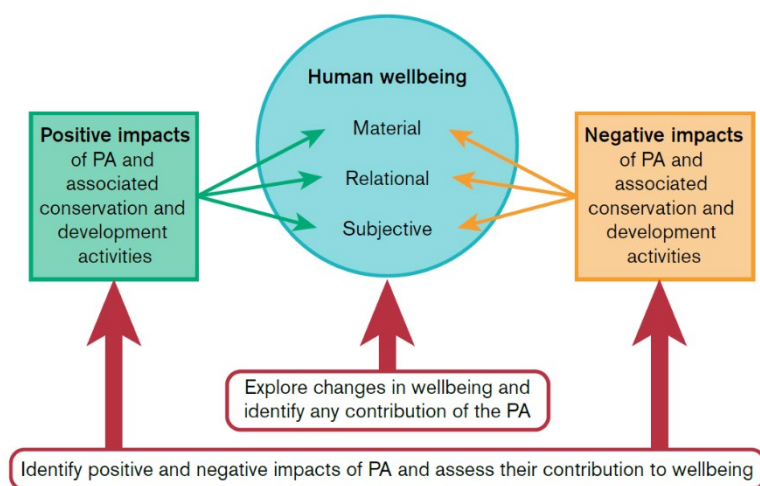 Human wellbeing
Material
Relational
Subjective
Positive impacts
of PA and
associated
conservation and
development
activities
Negative impacts
of PA and
associated
conservation and
development
activities
Explore changes in wellbeing and
identify any contribution of the PA
Identify positive and negative impacts of PA and assess their contribution to wellbeing